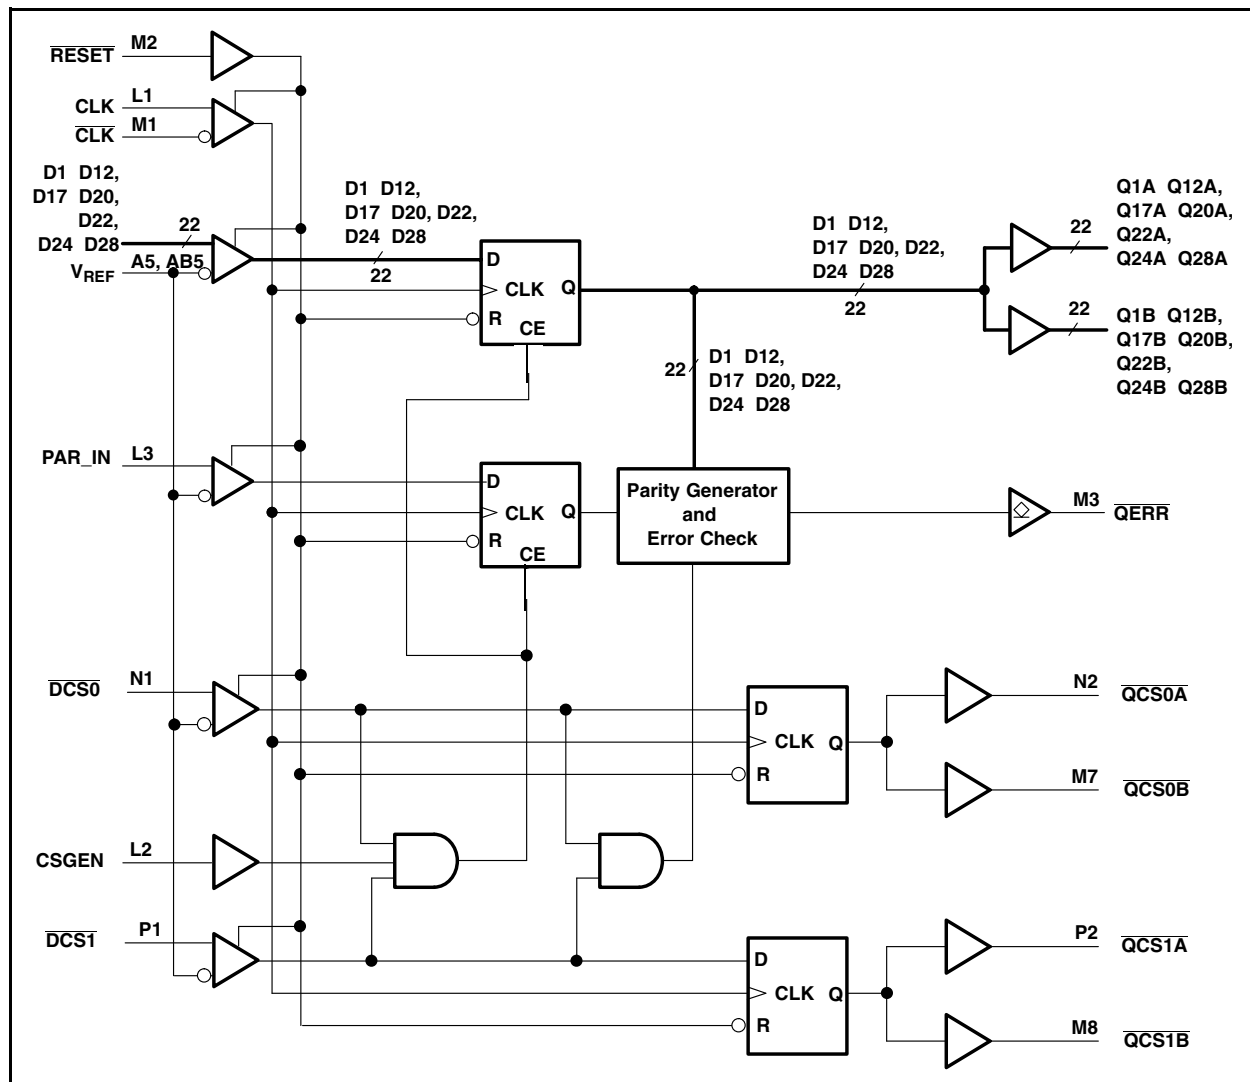 RESET M2
CLK L1
CLK M1
D1 D12,
D17 D20,
D22,
D24 D28
22
VREF A5, AB5
D1 D12,
D17 D20, D22,
D24 D28
22
D
CLK Q
R
CE
D1 D12,
D17 D20, D22,
D24 D28
22
22
Q1A Q12A,
Q17A Q20A,
Q22A,
Q24A Q28A
22
Q1B Q12B,
Q17B Q20B,
Q22B,
Q24B Q28B
22
D1 D12,
D17 D20, D22,
D24 D28
PAR_IN L3
D
CLK Q
R
CE
Parity Generator
and
Error Check
M3 QERR
DCS0 N1
D
CLK Q
R
N2 QCS0A
M7 QCS0B
CSGEN L2
DCS1 P1
D
CLK Q
R
P2 QCS1A
M8 QCS1B